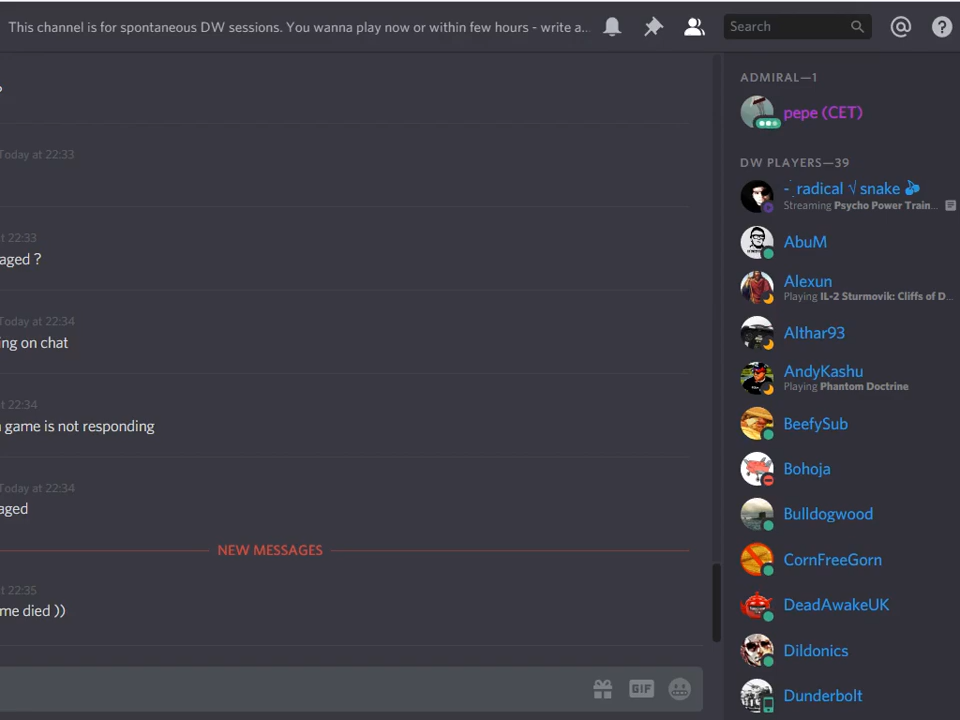 This channel is for spontaneous DW sessions. You wanna play now or within few hours - write a...
Search
Today at 22:33
t 22:33
aged ?
Today at 22:34
ing on chat
t 22:34
game is not responding
Today at 22:34
aged
NEW MESSAGES
t 22:35
me died ))
GIF
ADMIRAL—1
pepe (CET)
DW PLAYERS—39
radical √ snake
Streaming Psycho Power Train...
AbuM
Alexun
Playing IL-2 Sturmovik: Cliffs of D...
Althar93
AndyKashu
Playing Phantom Doctrine
BeefySub
Bohoja
Bulldogwood
CornFreeGorn
DeadAwakeUK
Dildonics
Dunderbolt